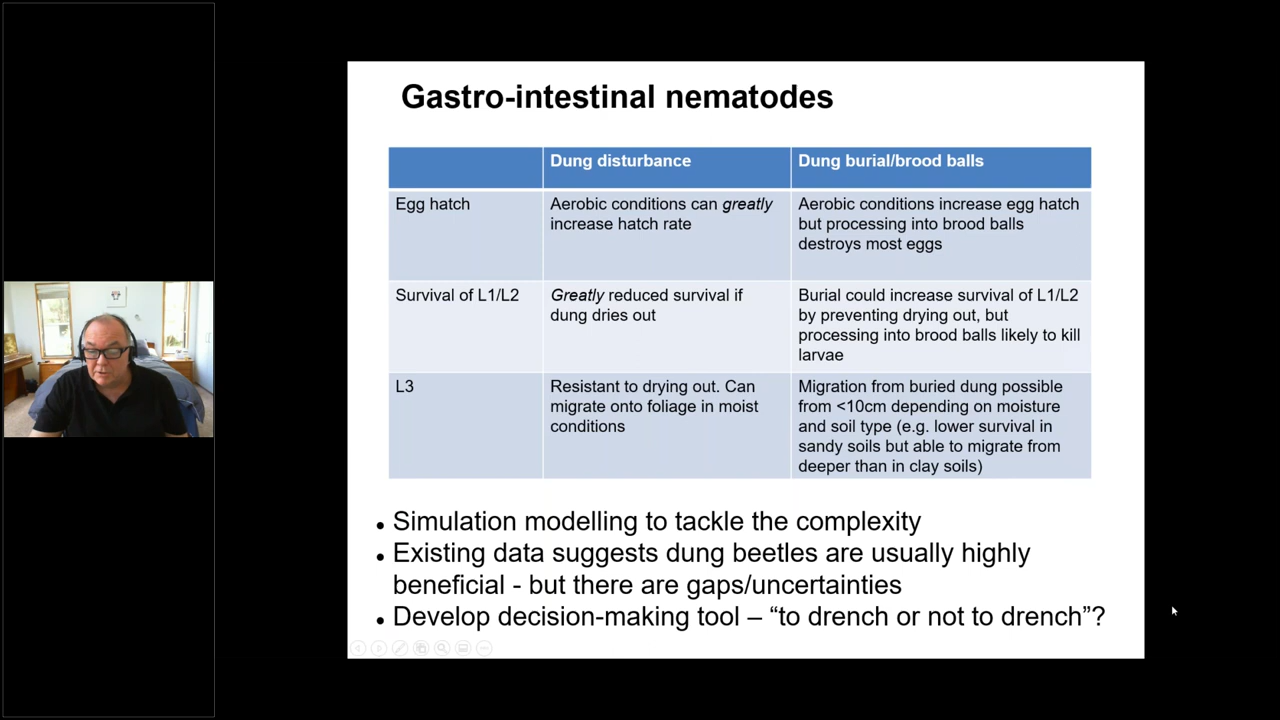 Gastro-intestinal nematodes
Dung disturbance
Dung burial/brood balls
Egg hatch
Aerobic conditions can greatly
increase hatch rate
Aerobic conditions increase egg hatch
but processing into brood balls
destroys most eggs
Survival of L1/L2
Greatly reduced survival if
dung dries out
Burial could increase survival of L1/L2
by preventing drying out, but
processing into brood balls likely to kill
larvae
L3
Resistant to drying out. Can
migrate onto foliage in moist
conditions
Migration from buried dung possible
from <10cm depending on moisture
and soil type (e.g. lower survival in
sandy soils but able to migrate from
deeper than in clay soils)
• Simulation modelling to tackle the complexity
• Existing data suggests dung beetles are usually highly
beneficial - but there are gaps/uncertainties
• Develop decision-making tool – “to drench or not to drench”?